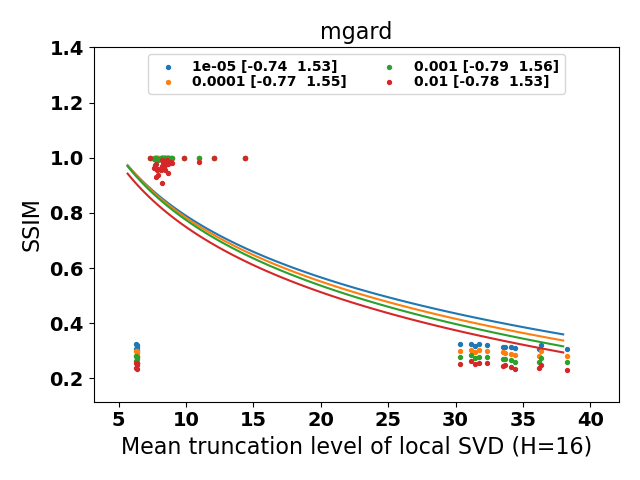 mgard
1e-05 [-0.74  1.53]
0.0001 [-0.77  1.55]
0.001 [-0.79  1.56]
0.01 [-0.78  1.53]
SSIM
1.4
1.2
1.0
0.8
0.6
0.4
0.2
5 10 15 20 25 30 35 40
Mean truncation level of local SVD (H=16)